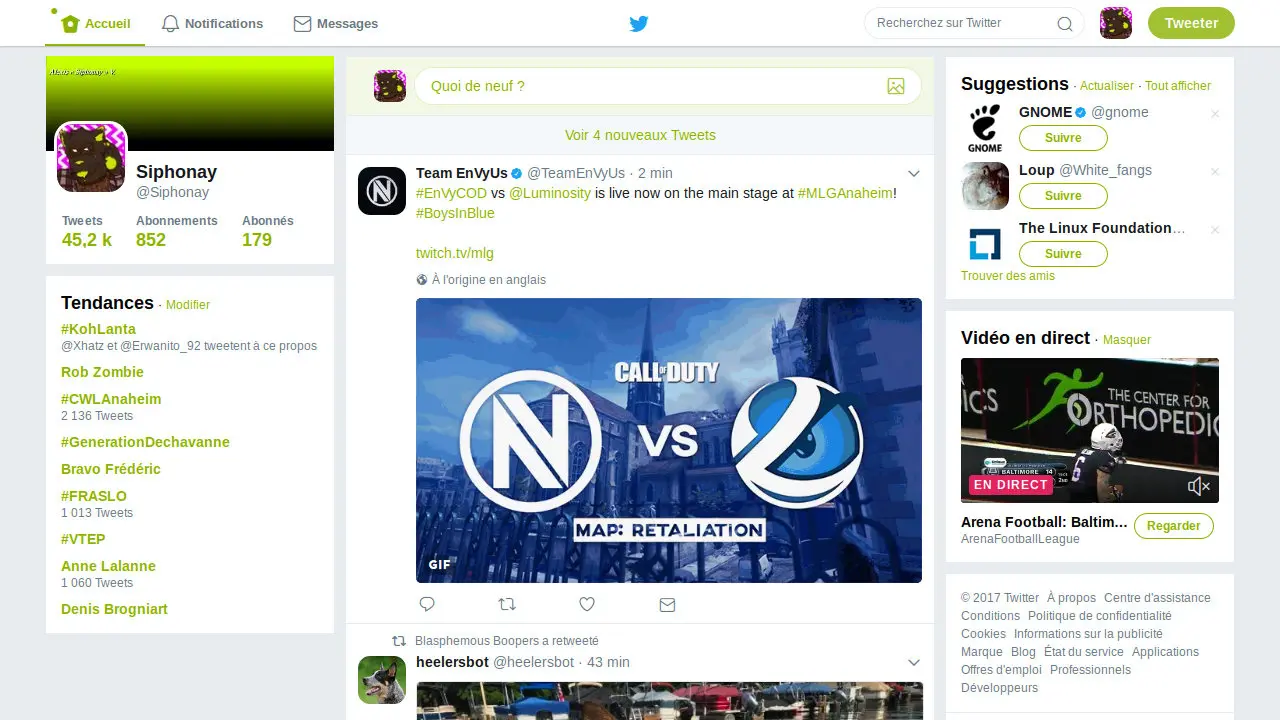 Accueil
Notifications
Messages
Recherchez sur Twitter
Tweeter
Alexis « Siphonay » V.
Siphonay
@Siphonay
Tweets Abonnements Abonnés
45,2 k 852 179
Tendances · Modifier
#KohLanta
@Xhatz et @Erwanito_92 tweetent à ce propos
Rob Zombie
#CWLAnaheim
2 136 Tweets
#GenerationDechavanne
Bravo Frédéric
#FRASLO
1 013 Tweets
#VTEP
Anne Lalanne
1 060 Tweets
Denis Brogniart
Quoi de neuf ?
Voir 4 nouveaux Tweets
Team EnVyUs @TeamEnVyUs · 2 min
#EnVyCOD vs @Luminosity is live now on the main stage at #MLGAnaheim!
#BoysInBlue
twitch.tv/mlg
À l'origine en anglais
CALL OF DUTY
VS
MAP: RETALIATION
GIF
Blasphemous Boopers a retweeté
heelersbot @heelersbot · 43 min
Suggestions · Actualiser · Tout afficher
GNOME @gnome
GNOME
Suivre
Loup @White_fangs
Suivre
The Linux Foundation…
Suivre
Trouver des amis
Vidéo en direct · Masquer
THE CENTER FOR
ORTHOPEDIC
BALTIMORE 14
EN DIRECT
Arena Football: Baltim…
Regarder
ArenaFootballLeague
© 2017 Twitter À propos Centre d'assistance
Conditions Politique de confidentialité
Cookies Informations sur la publicité
Marque Blog État du service Applications
Offres d'emploi Professionnels
Développeurs